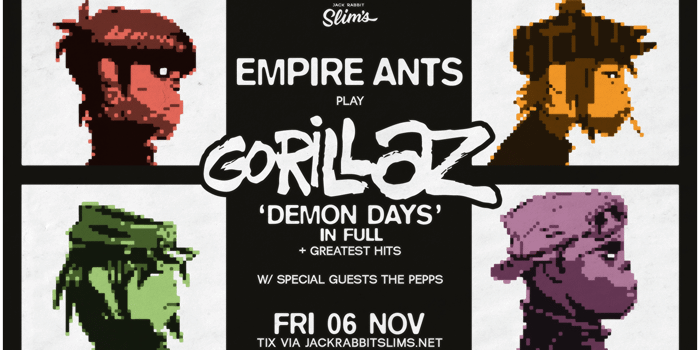 JACK RABBIT
Slim's
EMPIRE ANTS
PLAY
GORILLAZ
'DEMON DAYS'
IN FULL
+ GREATEST HITS
W/ SPECIAL GUESTS THE PEPPS
FRI 06 NOV
TIX VIA JACKRABBITSLIMS.NET